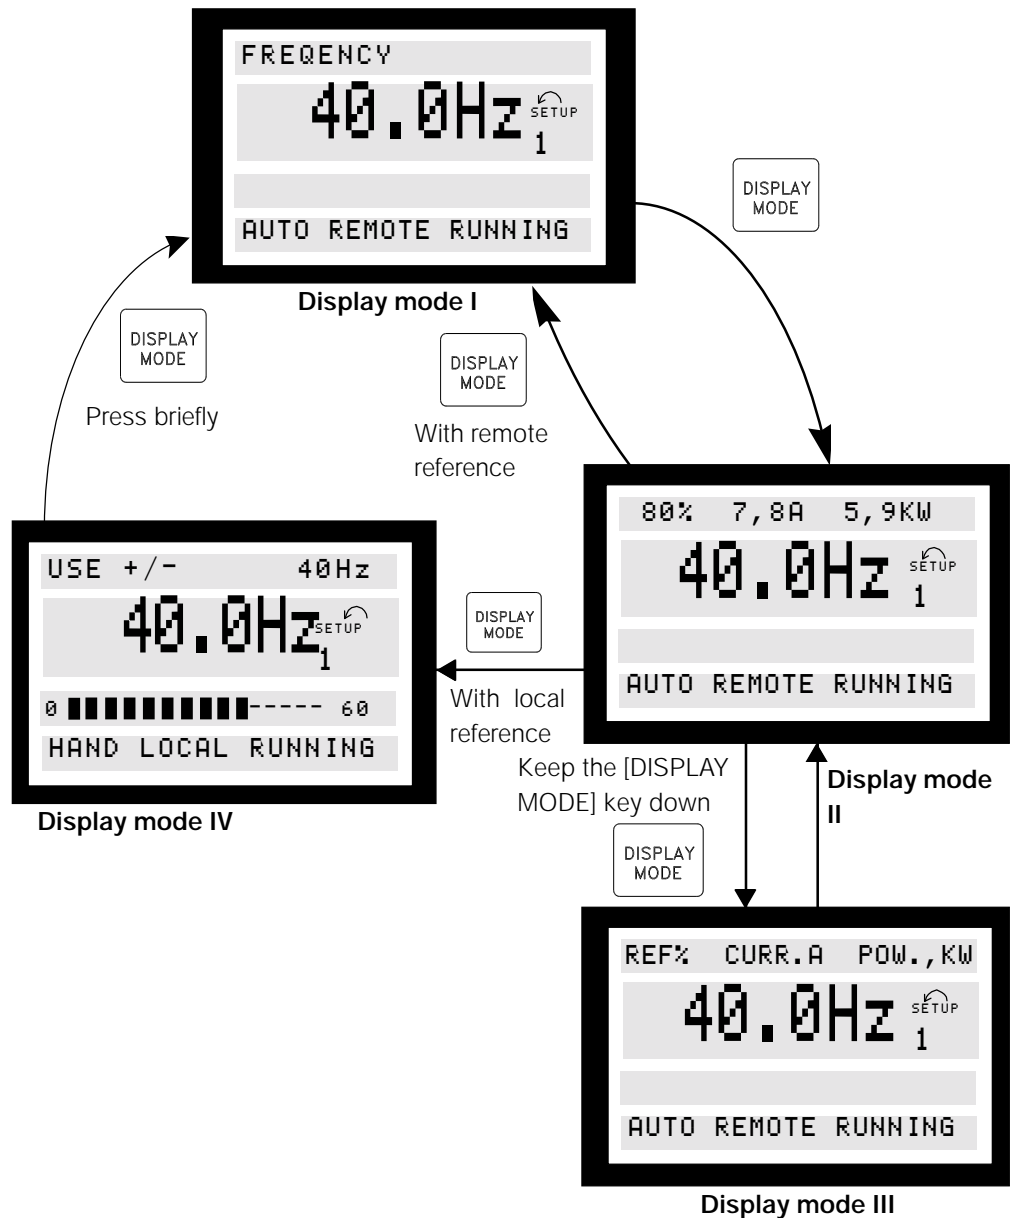 FREQENCY
40.0Hz
SETUP
1
AUTO REMOTE RUNNING
Display mode I
DISPLAY
MODE
DISPLAY
MODE
Press briefly
DISPLAY
MODE
With remote
reference
80% 7,8A 5,9KW
40.0Hz
SETUP
1
AUTO REMOTE RUNNING
Display mode
II
USE +/- 40Hz
40.0Hz
SETUP
1
0 ----- 60
HAND LOCAL RUNNING
Display mode IV
DISPLAY
MODE
With local
reference
Keep the [DISPLAY
MODE] key down
DISPLAY
MODE
REF% CURR.A POW.,KW
40.0Hz
SETUP
1
AUTO REMOTE RUNNING
Display mode III